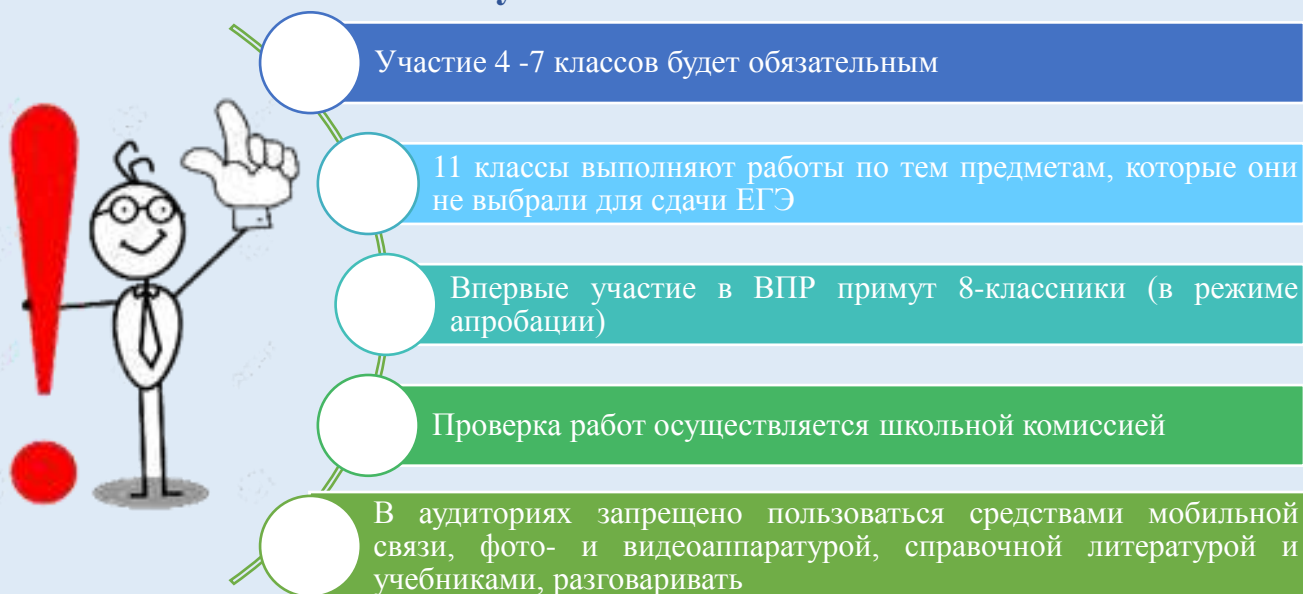 Участие 4 -7 классов будет обязательным
11 классы выполняют работы по тем предметам, которые они
не выбрали для сдачи ЕГЭ
Впервые участие в ВПР примут 8-классники (в режиме
апробации)
Проверка работ осуществляется школьной комиссией
В аудиториях запрещено пользоваться средствами мобильной
связи, фото- и видеоаппаратурой, справочной литературой и
учебниками, разговаривать